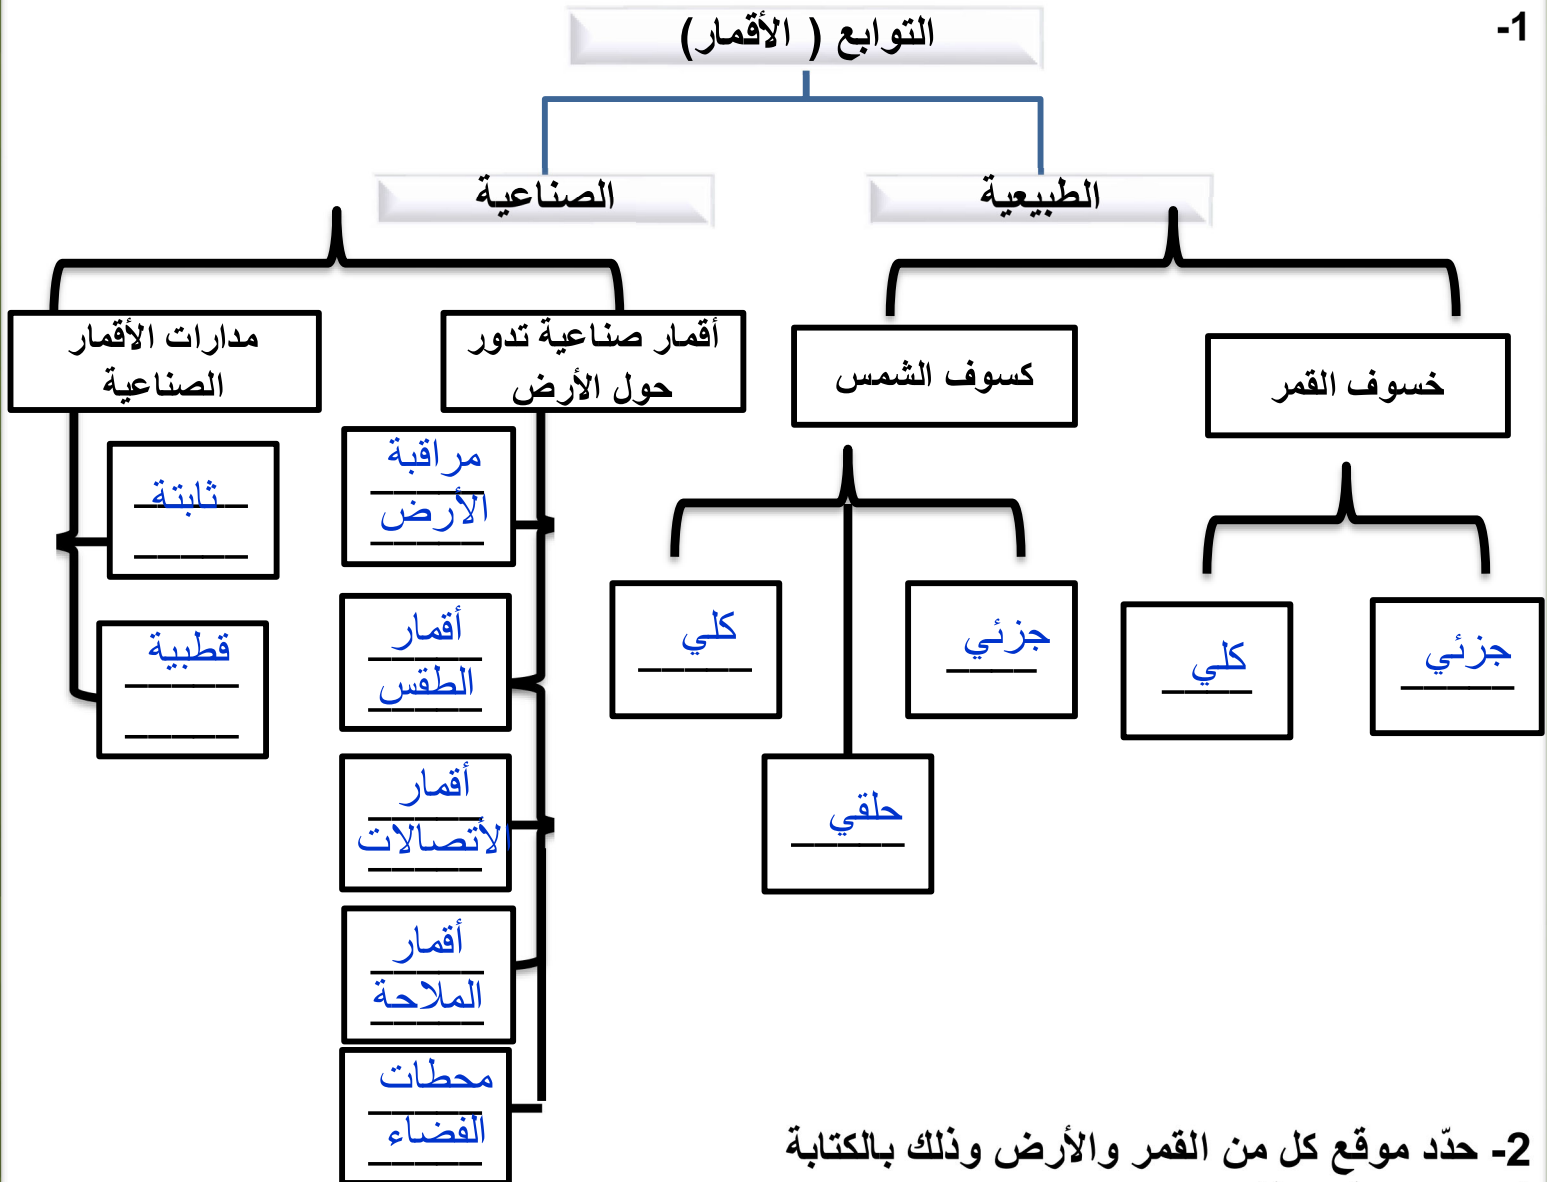 -1
التوابع ( الأقمار)
الطبيعية
الصناعية
خسوف القمر
كسوف الشمس
أقمار صناعية تدور
حول الأرض
مدارات الأقمار
الصناعية
جزئي
كلي
جزئي
كلي
حلقي
مراقبة
الأرض
أقمار
الطقس
أقمار
الأتصالات
أقمار
الملاحة
محطات
الفضاء
ثابتة
قطبية
2- حدّد موقع كل من القمر والأرض وذلك بالكتابة